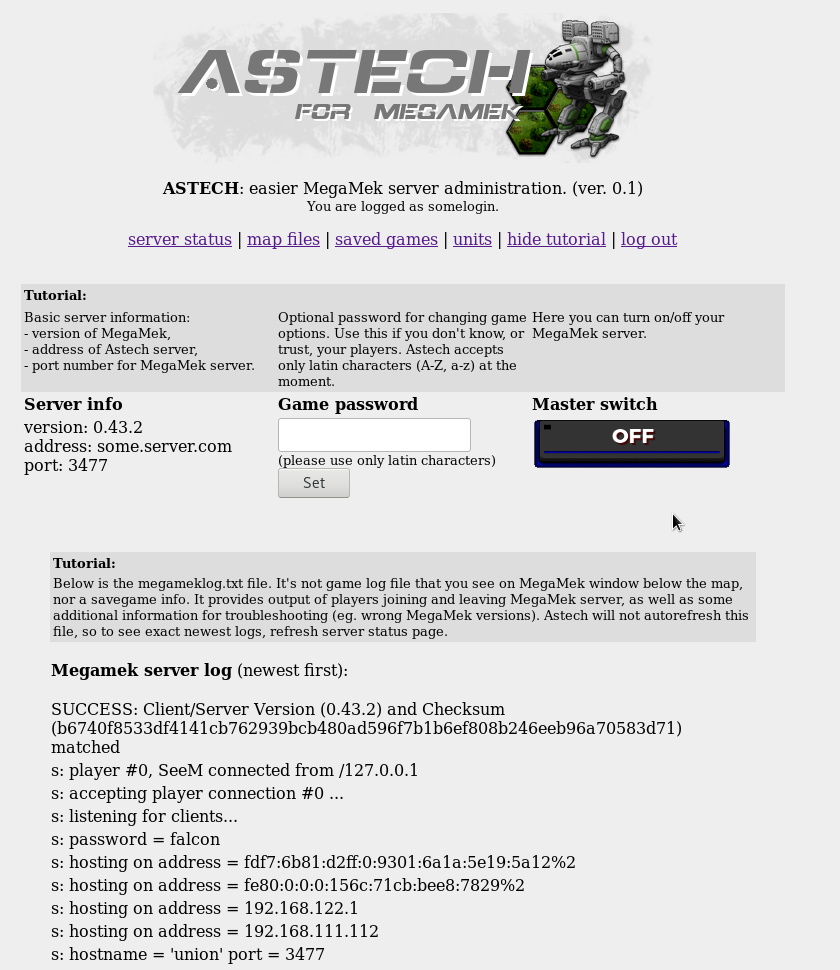 ASTECH
FOR MEGAMEK
ASTECH: easier MegaMek server administration. (ver. 0.1)
You are logged as somelogin.
server status | map files | saved games | units | hide tutorial | log out
Tutorial:
Basic server information:
- version of MegaMek,
- address of Astech server,
- port number for MegaMek server.
Optional password for changing game
options. Use this if you don't know, or
trust, your players. Astech accepts
only latin characters (A-Z, a-z) at the
moment.
Here you can turn on/off your
MegaMek server.
Server info
version: 0.43.2
address: some.server.com
port: 3477
Game password
(please use only latin characters)
Set
Master switch
OFF
Tutorial:
Below is the megameklog.txt file. It's not game log file that you see on MegaMek window below the map,
nor a savegame info. It provides output of players joining and leaving MegaMek server, as well as some
additional information for troubleshooting (eg. wrong MegaMek versions). Astech will not autorefresh this
file, so to see exact newest logs, refresh server status page.
Megamek server log (newest first):
SUCCESS: Client/Server Version (0.43.2) and Checksum
(b6740f8533df4141cb762939bcb480ad596f7b1b6ef808b246eeb96a70583d71)
matched
s: player #0, SeeM connected from /127.0.0.1
s: accepting player connection #0 ...
s: listening for clients...
s: password = falcon
s: hosting on address = fdf7:6b81:d2ff:0:9301:6a1a:5e19:5a12%2
s: hosting on address = fe80:0:0:0:156c:71cb:bee8:7829%2
s: hosting on address = 192.168.122.1
s: hosting on address = 192.168.111.112
s: hostname = 'union' port = 3477